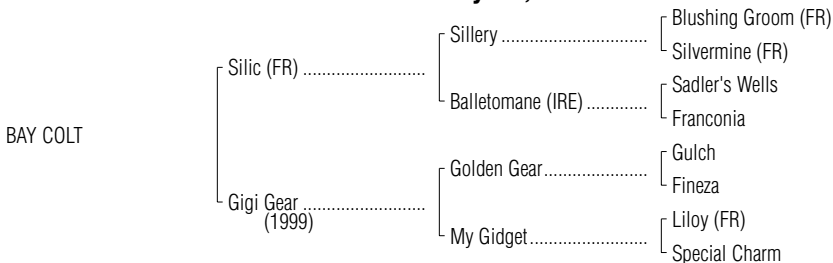 Blushing Groom (FR)
Sillery ................................
Silvermine (FR)
Silic (FR) ...........................
Sadler's Wells
Balletomane (IRE) .............
Franconia
BAY COLT
Gulch
Golden Gear.......................
Fineza
Gigi Gear ...........................
(1999)
Liloy (FR)
My Gidget..........................
Special Charm